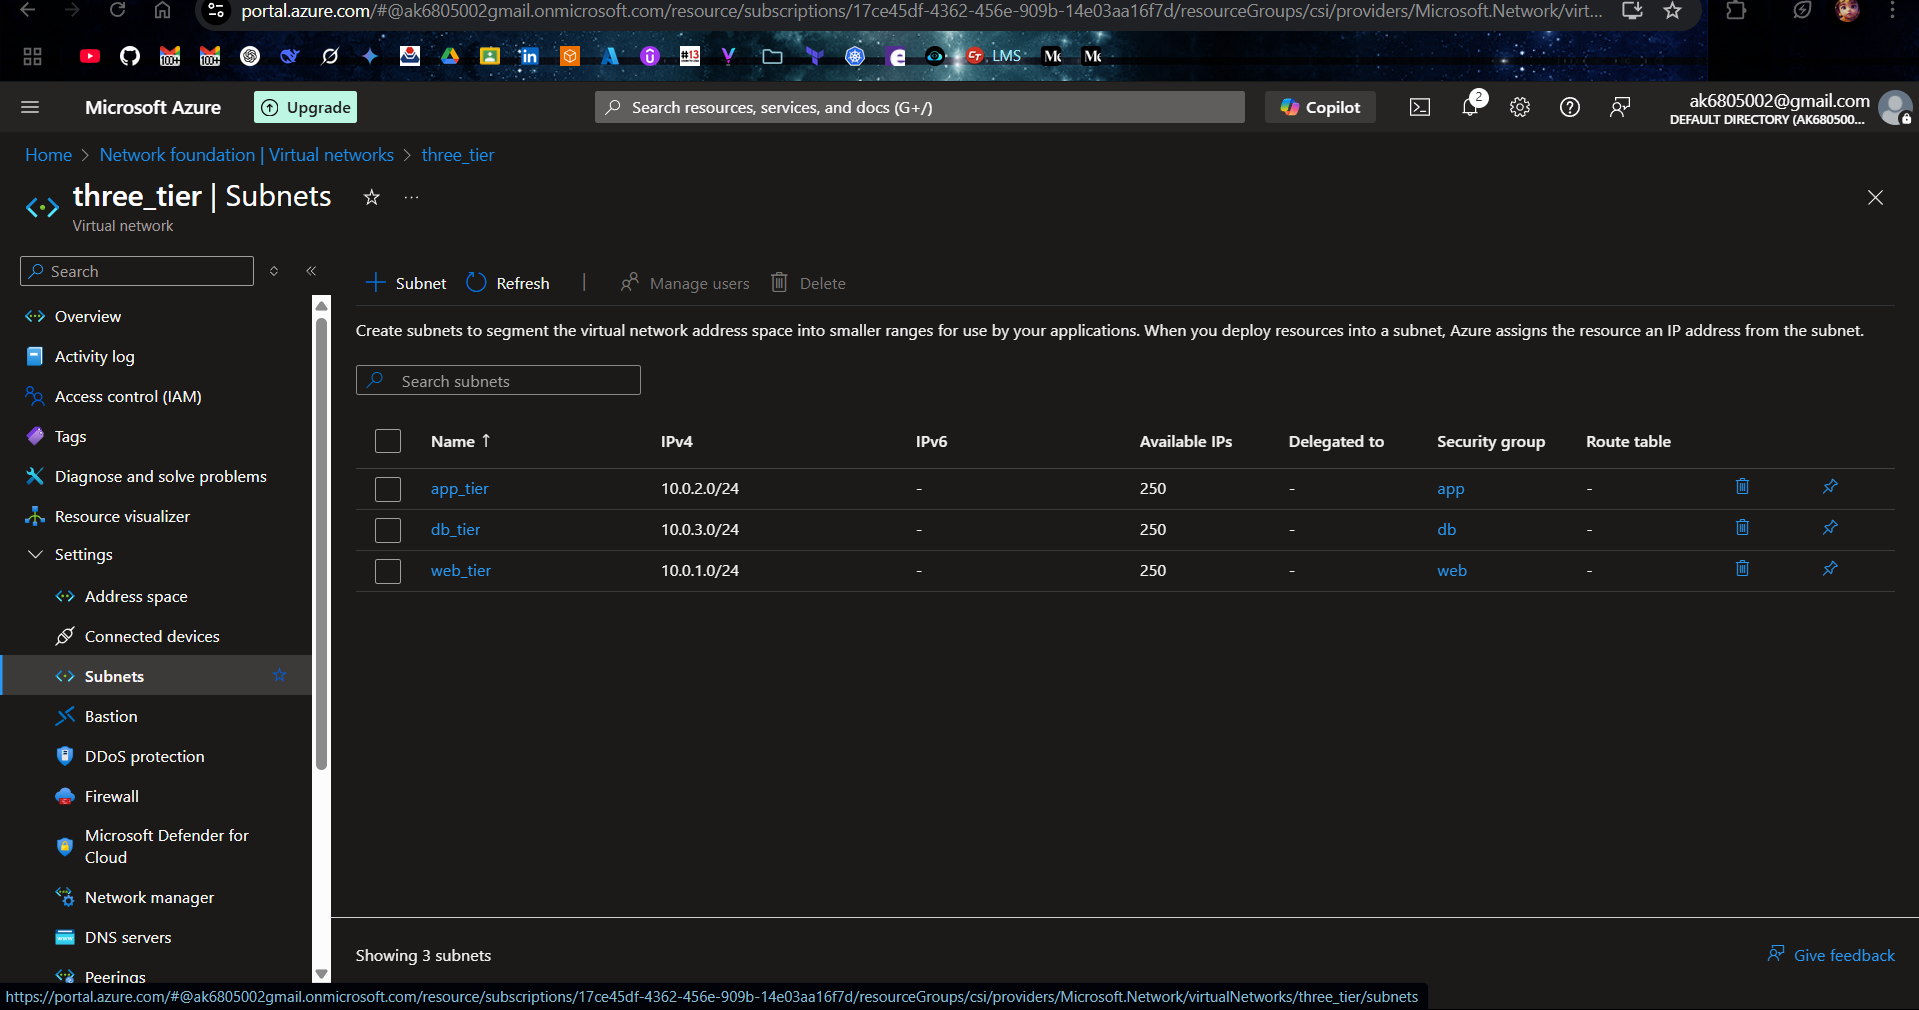 portal.azure.com/#@ak6805002gmail.onmicrosoft.com/resource/subscriptions/17ce45df-4362-456e-909b-14e03aa16f7d/resourceGroups/csi/providers/Microsoft.Network/virt...
100+
100+
in
#13
LMS
Microsoft Azure
Upgrade
Search resources, services, and docs (G+/)
Copilot
2
ak6805002@gmail.com
DEFAULT DIRECTORY (AK680500...
Home > Network foundation | Virtual networks > three_tier
three_tier | Subnets
Virtual network
Search
Overview
Activity log
Access control (IAM)
Tags
Diagnose and solve problems
Resource visualizer
Settings
Address space
Connected devices
Subnets
Bastion
DDoS protection
Firewall
Microsoft Defender for
Cloud
Network manager
DNS servers
Peerings
Subnet Refresh | Manage users Delete
Create subnets to segment the virtual network address space into smaller ranges for use by your applications. When you deploy resources into a subnet, Azure assigns the resource an IP address from the subnet.
Search subnets
Name ↑ IPv4 IPv6 Available IPs Delegated to Security group Route table
app_tier 10.0.2.0/24 - 250 - app -
db_tier 10.0.3.0/24 - 250 - db -
web_tier 10.0.1.0/24 - 250 - web -
Showing 3 subnets
Give feedback
https://portal.azure.com/#@ak6805002gmail.onmicrosoft.com/resource/subscriptions/17ce45df-4362-456e-909b-14e03aa16f7d/resourceGroups/csi/providers/Microsoft.Network/virtualNetworks/three_tier/subnets